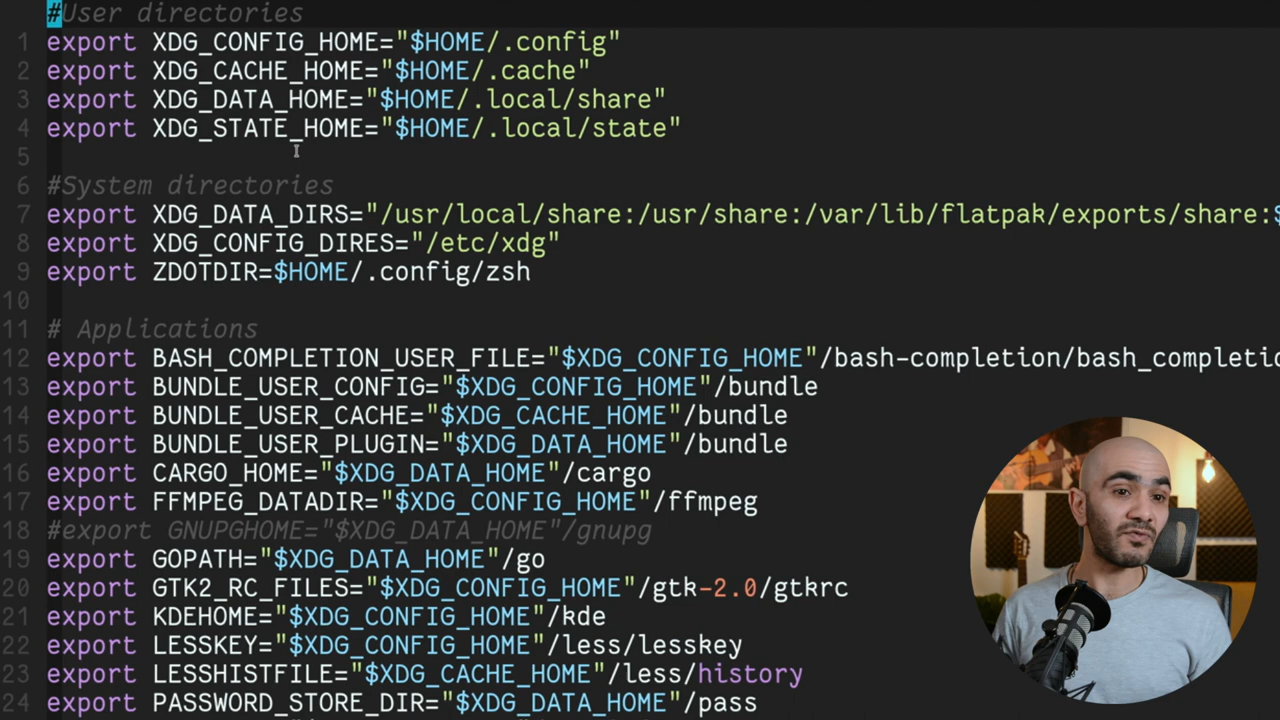 #User directories
1 export XDG_CONFIG_HOME="$HOME/.config"
2 export XDG_CACHE_HOME="$HOME/.cache"
3 export XDG_DATA_HOME="$HOME/.local/share"
4 export XDG_STATE_HOME="$HOME/.local/state"
5
6 #System directories
7 export XDG_DATA_DIRS="/usr/local/share:/usr/share:/var/lib/flatpak/exports/share:$
8 export XDG_CONFIG_DIRES="/etc/xdg"
9 export ZDOTDIR=$HOME/.config/zsh
10
11 # Applications
12 export BASH_COMPLETION_USER_FILE="$XDG_CONFIG_HOME"/bash-completion/bash_completio
13 export BUNDLE_USER_CONFIG="$XDG_CONFIG_HOME"/bundle
14 export BUNDLE_USER_CACHE="$XDG_CACHE_HOME"/bundle
15 export BUNDLE_USER_PLUGIN="$XDG_DATA_HOME"/bundle
16 export CARGO_HOME="$XDG_DATA_HOME"/cargo
17 export FFMPEG_DATADIR="$XDG_CONFIG_HOME"/ffmpeg
18 #export GNUPGHOME="$XDG_DATA_HOME"/gnupg
19 export GOPATH="$XDG_DATA_HOME"/go
20 export GTK2_RC_FILES="$XDG_CONFIG_HOME"/gtk-2.0/gtkrc
21 export KDEHOME="$XDG_CONFIG_HOME"/kde
22 export LESSKEY="$XDG_CONFIG_HOME"/less/lesskey
23 export LESSHISTFILE="$XDG_CACHE_HOME"/less/history
24 export PASSWORD_STORE_DIR="$XDG_DATA_HOME"/pass